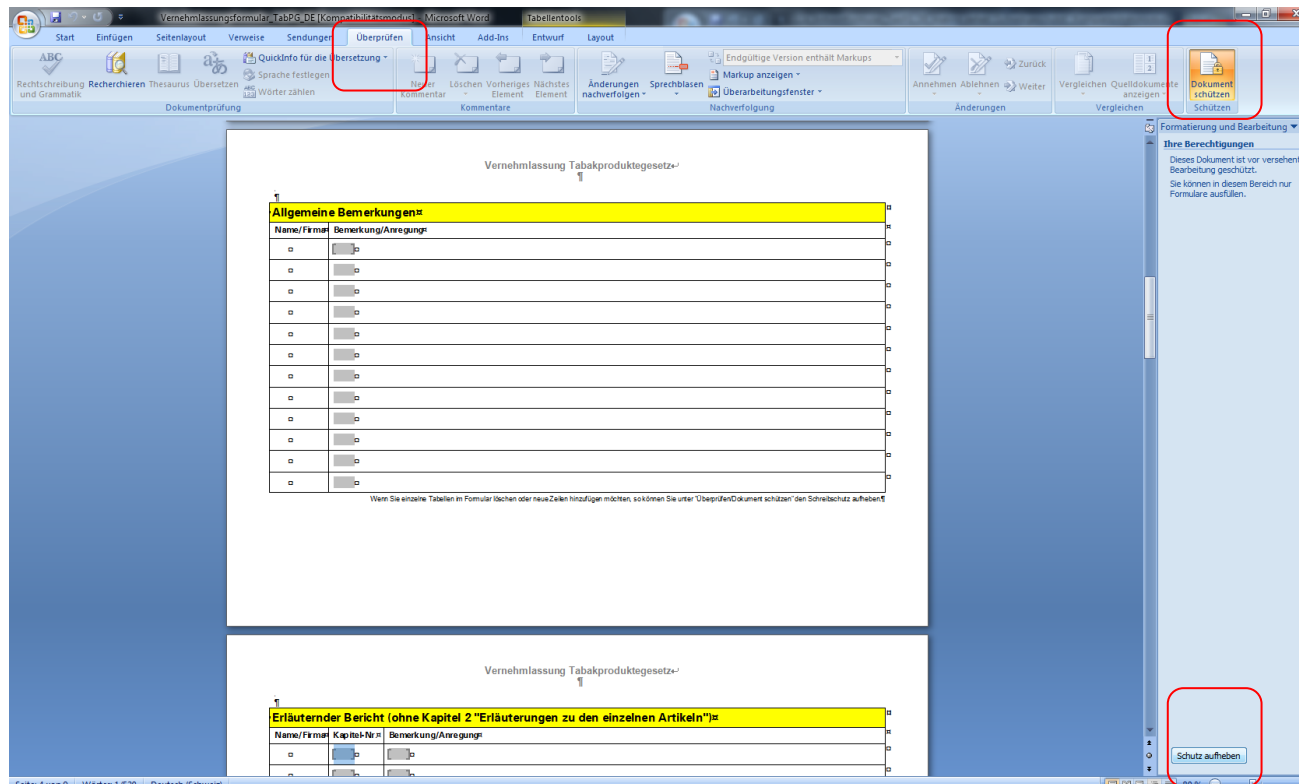 Vernehmlassungsformular_TabPG_DE [Kompatibilitätsmodus] - Microsoft Word
Tabellentools
Start Einfügen Seitenlayout Verweise Sendungen Überprüfen Ansicht Add-Ins Entwurf Layout
ABC
Rechtschreibung und Grammatik
Recherchieren
Thesaurus
Übersetzen
QuickInfo für die Übersetzung
Sprache festlegen
Wörter zählen
Dokumentprüfung
Neuer Kommentar
Löschen
Vorheriges Element
Nächstes Element
Kommentare
Änderungen nachverfolgen
Sprechblasen
Endgültige Version enthält Markups
Markup anzeigen
Überarbeitungsfenster
Nachverfolgung
Annehmen
Ablehnen
Zurück
Weiter
Änderungen
Vergleichen
Quelldokumente anzeigen
Vergleichen
Dokument schützen
Schützen
Vernehmlassung Tabakproduktegesetz↵
¶
¶
Allgemeine Bemerkungen¤
Name/Firma¤ Bemerkung/Anregung¤
Wenn Sie einzelne Tabellen im Formular löschen oder neue Zeilen hinzufügen möchten, so können Sie unter "Überprüfen/Dokument schützen" den Schreibschutz aufheben¶
Vernehmlassung Tabakproduktegesetz↵
¶
¶
Erläuternder Bericht (ohne Kapitel 2 "Erläuterungen zu den einzelnen Artikeln")¤
Name/Firma¤ Kapitel-Nr.¤ Bemerkung/Anregung¤
Formatierung und Bearbeitung
Ihre Berechtigungen
Dieses Dokument ist vor versehent
Bearbeitung geschützt.
Sie können in diesem Bereich nur
Formulare ausfüllen.
Schutz aufheben